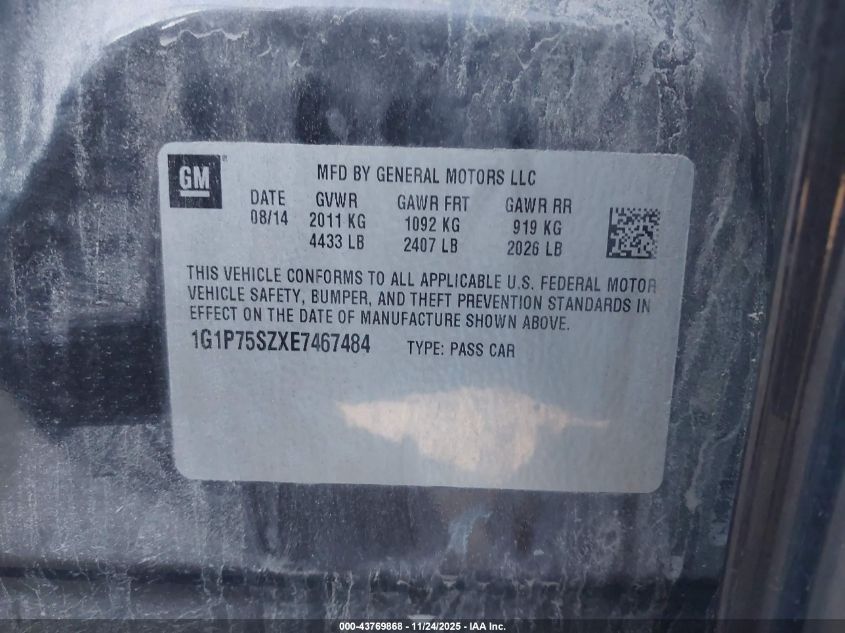 GM
MFD BY GENERAL MOTORS LLC
DATE GVWR GAWR FRT GAWR RR
08/14 2011 KG 1092 KG 919 KG
4433 LB 2407 LB 2026 LB
THIS VEHICLE CONFORMS TO ALL APPLICABLE U.S. FEDERAL MOTOR
VEHICLE SAFETY, BUMPER, AND THEFT PREVENTION STANDARDS IN
EFFECT ON THE DATE OF MANUFACTURE SHOWN ABOVE.
1G1P75SZXE7467484 TYPE: PASS CAR
000-43769868 - 11/24/2025 - IAA Inc.